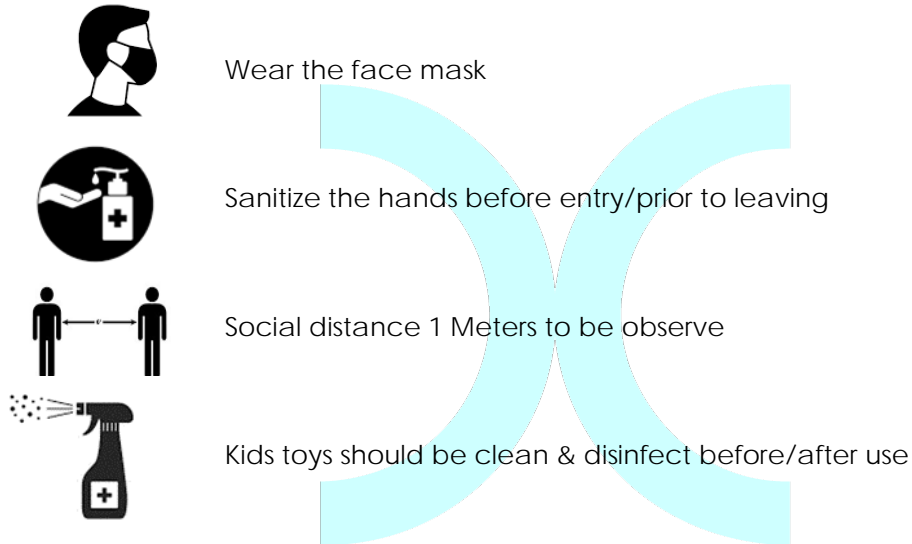 Wear the face mask
Sanitize the hands before entry/prior to leaving
Social distance 1 Meters to be observe
Kids toys should be clean & disinfect before/after use